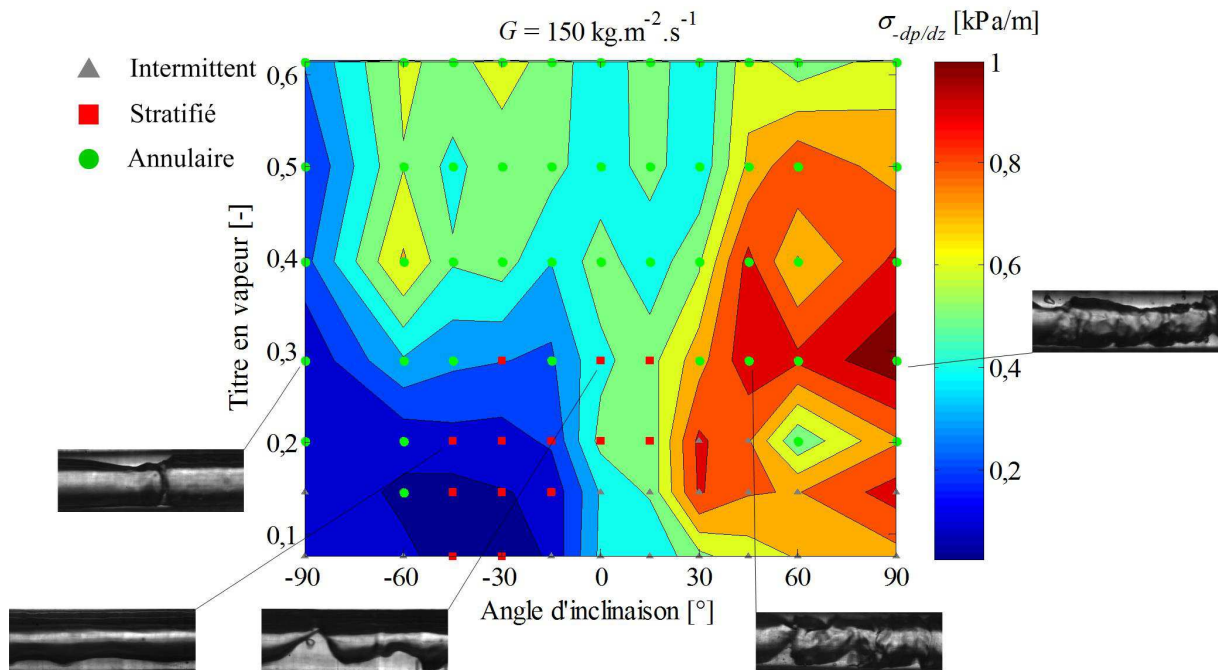 G = 150 kg.m⁻².s⁻¹
σ₋dp/dz [kPa/m]
Intermittent
Stratifié
Annulaire
Titre en vapeur [-]
0,6
0,5
0,4
0,3
0,2
0,1
-90 -60 -30 0 30 60 90
Angle d'inclinaison [°]
1
0,8
0,6
0,4
0,2